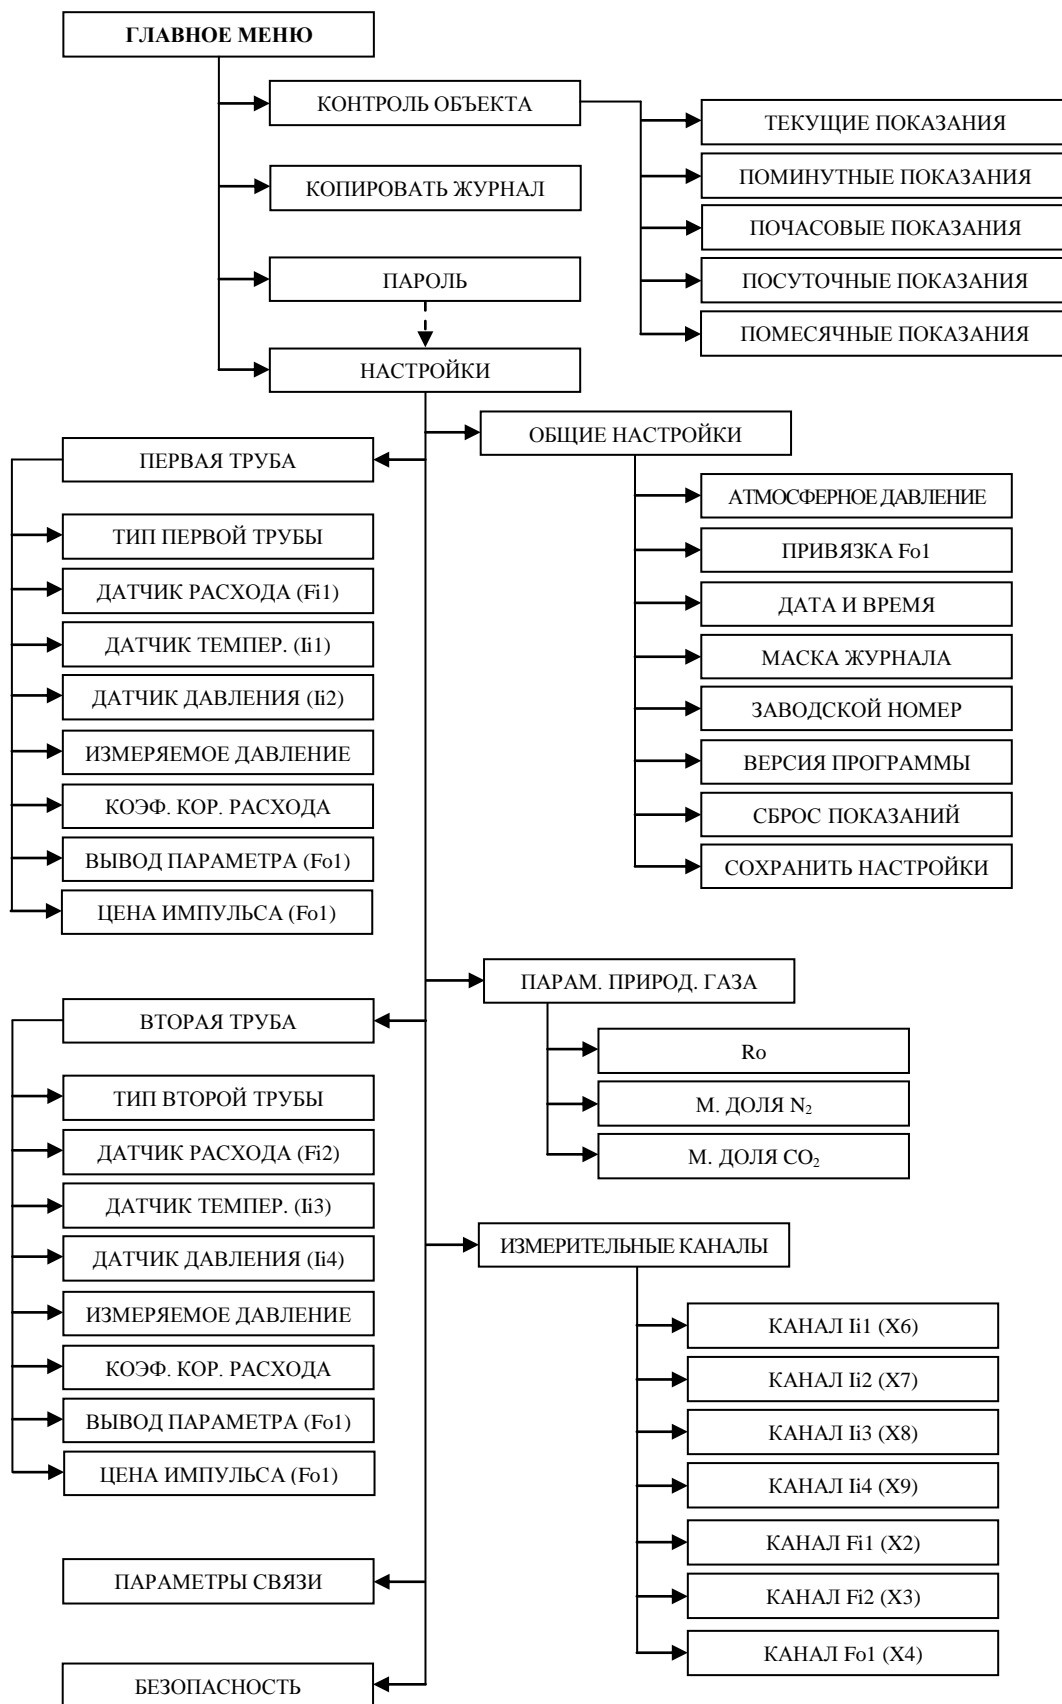 ГЛАВНОЕ МЕНЮ
КОНТРОЛЬ ОБЪЕКТА
ТЕКУЩИЕ ПОКАЗАНИЯ
ПОМИНУТНЫЕ ПОКАЗАНИЯ
ПОЧАСОВЫЕ ПОКАЗАНИЯ
ПОСУТОЧНЫЕ ПОКАЗАНИЯ
ПОМЕСЯЧНЫЕ ПОКАЗАНИЯ
КОПИРОВАТЬ ЖУРНАЛ
ПАРОЛЬ
НАСТРОЙКИ
ОБЩИЕ НАСТРОЙКИ
АТМОСФЕРНОЕ ДАВЛЕНИЕ
ПРИВЯЗКА Fo1
ДАТА И ВРЕМЯ
МАСКА ЖУРНАЛА
ЗАВОДСКОЙ НОМЕР
ВЕРСИЯ ПРОГРАММЫ
СБРОС ПОКАЗАНИЙ
СОХРАНИТЬ НАСТРОЙКИ
ПЕРВАЯ ТРУБА
ТИП ПЕРВОЙ ТРУБЫ
ДАТЧИК РАСХОДА (Fi1)
ДАТЧИК ТЕМПЕР. (Ii1)
ДАТЧИК ДАВЛЕНИЯ (Ii2)
ИЗМЕРЯЕМОЕ ДАВЛЕНИЕ
КОЭФ. КОР. РАСХОДА
ВЫВОД ПАРАМЕТРА (Fo1)
ЦЕНА ИМПУЛЬСА (Fo1)
ПАРАМ. ПРИРОД. ГАЗА
Ro
М. ДОЛЯ N₂
М. ДОЛЯ CO₂
ВТОРАЯ ТРУБА
ТИП ВТОРОЙ ТРУБЫ
ДАТЧИК РАСХОДА (Fi2)
ДАТЧИК ТЕМПЕР. (Ii3)
ДАТЧИК ДАВЛЕНИЯ (Ii4)
ИЗМЕРЯЕМОЕ ДАВЛЕНИЕ
КОЭФ. КОР. РАСХОДА
ВЫВОД ПАРАМЕТРА (Fo1)
ЦЕНА ИМПУЛЬСА (Fo1)
ИЗМЕРИТЕЛЬНЫЕ КАНАЛЫ
КАНАЛ Ii1 (X6)
КАНАЛ Ii2 (X7)
КАНАЛ Ii3 (X8)
КАНАЛ Ii4 (X9)
КАНАЛ Fi1 (X2)
КАНАЛ Fi2 (X3)
КАНАЛ Fo1 (X4)
ПАРАМЕТРЫ СВЯЗИ
БЕЗОПАСНОСТЬ